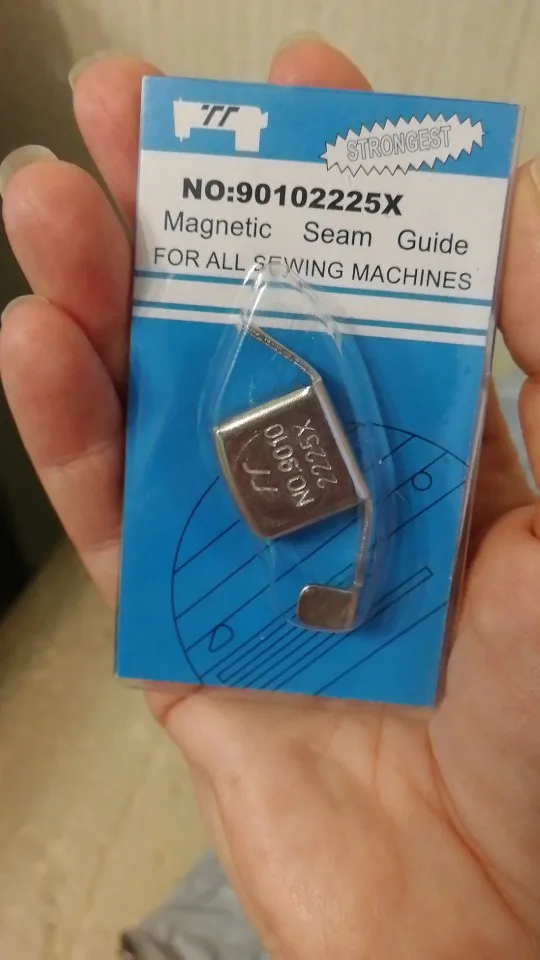 TT
STRONGEST
NO:90102225X
Magnetic Seam Guide
FOR ALL SEWING MACHINES
TT
NO.9010
2225X